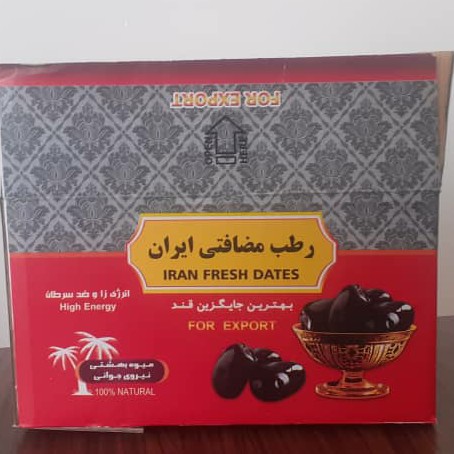 FOR EXPORT
OPEN HERE
رطب مضافتی ایران
IRAN FRESH DATES
بهترین جایگزین قند
FOR EXPORT
انرژی زا و ضد سرطان
High Energy
میوه بهشتی
نیروی جوانی
100% NATURAL